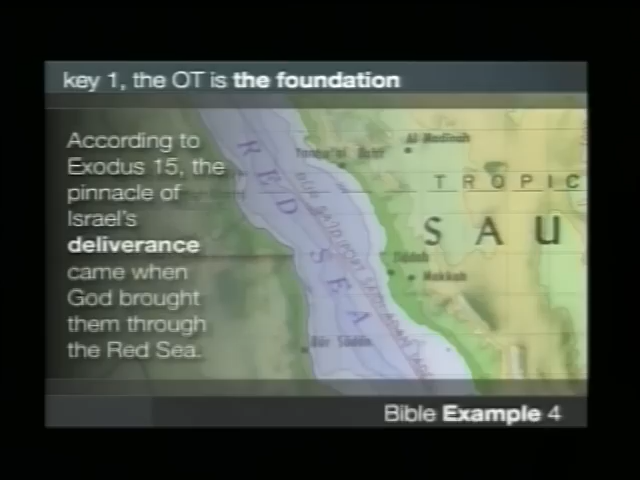 key 1, the OT is the foundation
According to
Exodus 15, the
pinnacle of
Israel's
deliverance
came when
God brought
them through
the Red Sea.
RED SEA
Al Madinah
TROPIC
SAU
Jiddah
Makkah
Bible Example 4